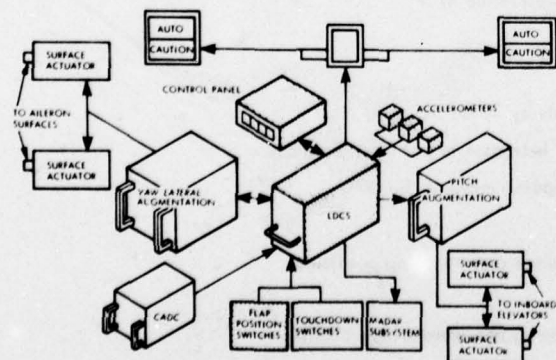 AUTO
CAUTION
AUTO
CAUTION
SURFACE
ACTUATOR
CONTROL PANEL
ACCELEROMETERS
TO AILERON
SURFACES
SURFACE
ACTUATOR
YAW LATERAL
AUGMENTATION
LDCS
PITCH
AUGMENTATION
CADC
FLAP
POSITION
SWITCHES
TOUCHDOWN
SWITCHES
MADAR
SUBSYSTEM
SURFACE
ACTUATOR
TO INBOARD
ELEVATORS
SURFACE
ACTUATOR